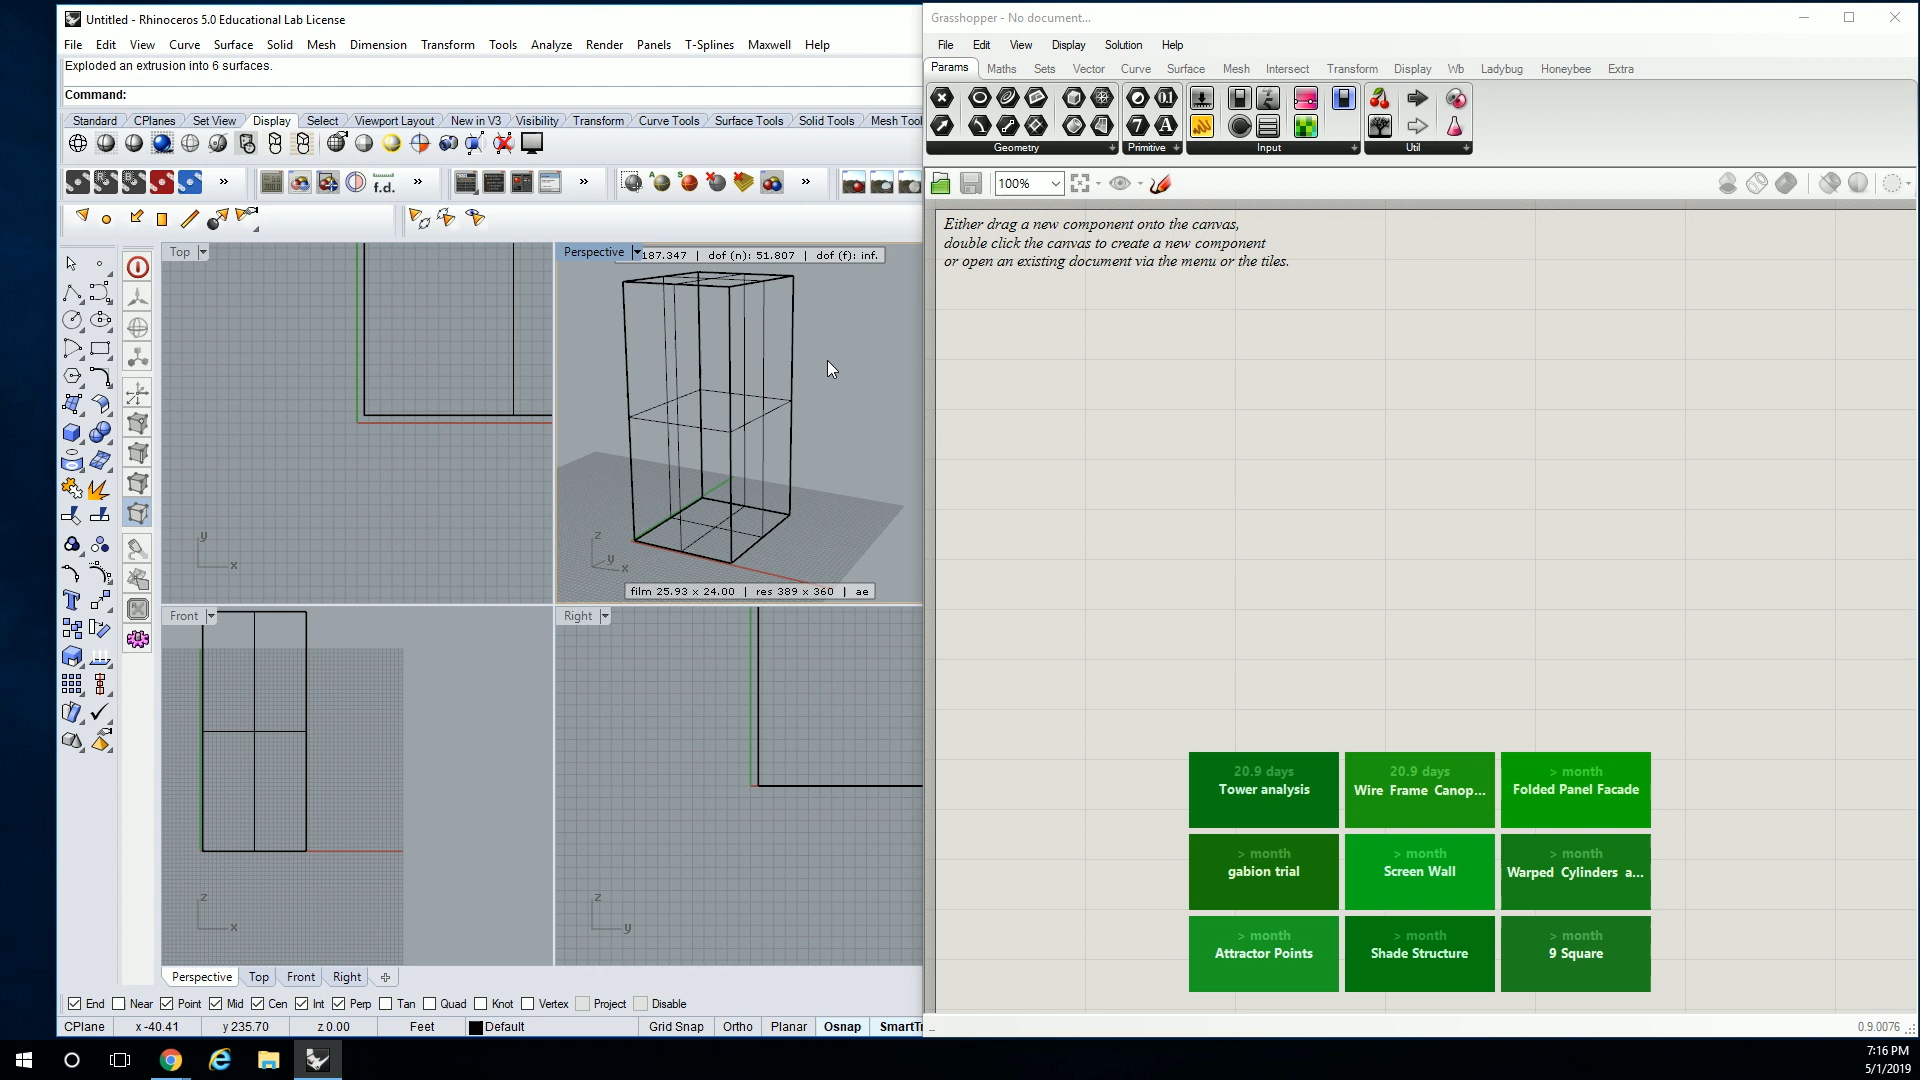 Untitled - Rhinoceros 5.0 Educational Lab License
File Edit View Curve Surface Solid Mesh Dimension Transform Tools Analyze Render Panels T-Splines Maxwell Help
Exploded an extrusion into 6 surfaces.
Command:
Standard CPlanes Set View Display Select Viewport Layout New in V3 Visibility Transform Curve Tools Surface Tools Solid Tools Mesh Tool
f.d.
Top
Perspective
187.347 | dof (n): 51.807 | dof (f): inf.
y
x
z
y
x
film 25.93 x 24.00 | res 389 x 360 | ae
Front
Right
z
x
z
y
Perspective Top Front Right
End Near Point Mid Cen Int Perp Tan Quad Knot Vertex Project Disable
CPlane x -40.41 y 235.70 z 0.00 Feet Default Grid Snap Ortho Planar Osnap SmartTr
Grasshopper - No document...
File Edit View Display Solution Help
Params Maths Sets Vector Curve Surface Mesh Intersect Transform Display Wb Ladybug Honeybee Extra
Geometry Primitive Input Util
100%
Either drag a new component onto the canvas,
double click the canvas to create a new component
or open an existing document via the menu or the tiles.
20.9 days
Tower analysis
20.9 days
Wire Frame Canop...
> month
Folded Panel Facade
> month
gabion trial
> month
Screen Wall
> month
Warped Cylinders a...
> month
Attractor Points
> month
Shade Structure
> month
9 Square
0.9.0076
7:16 PM
5/1/2019